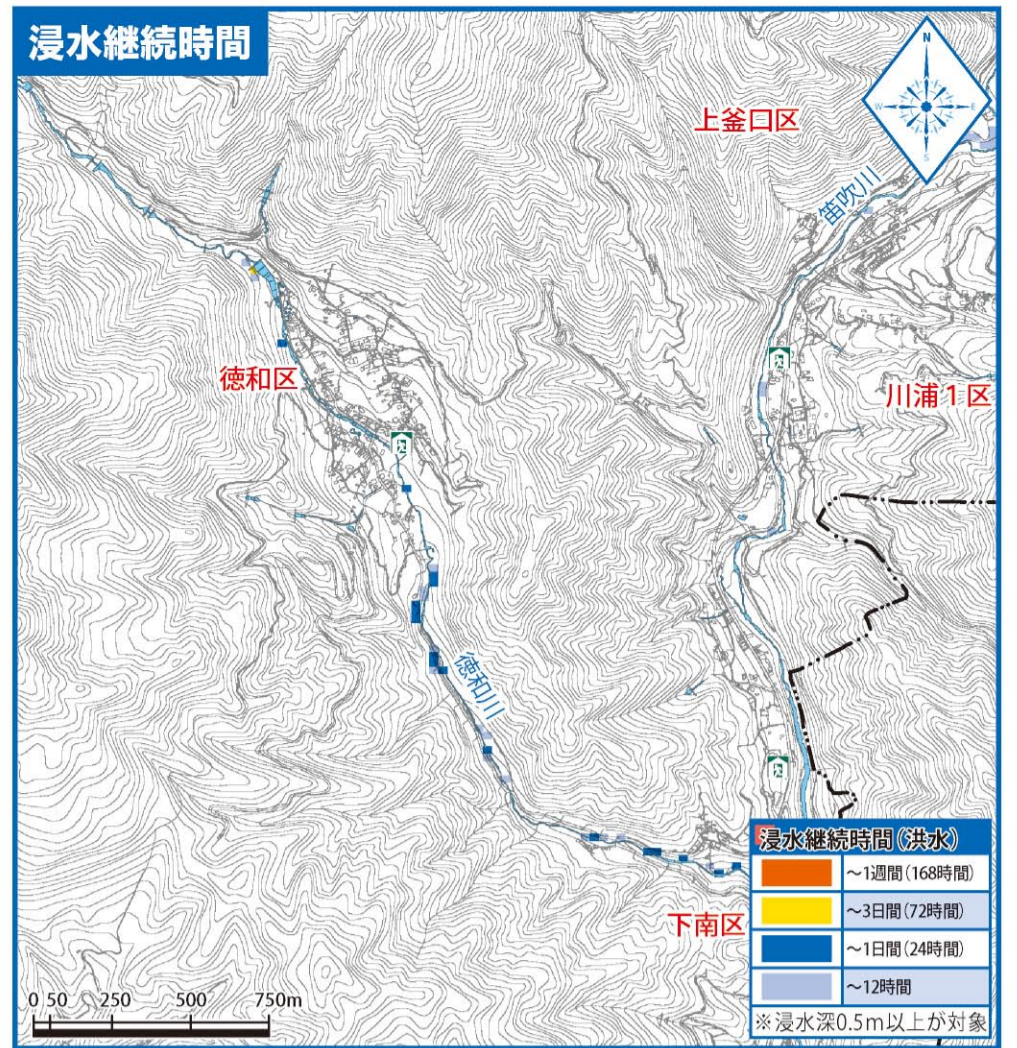 浸水継続時間
N
W
E
S
上釜口区
笛吹川
徳和区
川浦1区
徳和川
下南区
浸水継続時間(洪水)
～1週間(168時間)
～3日間(72時間)
～1日間(24時間)
～12時間
※浸水深0.5m以上が対象
0 50 250 500 750m